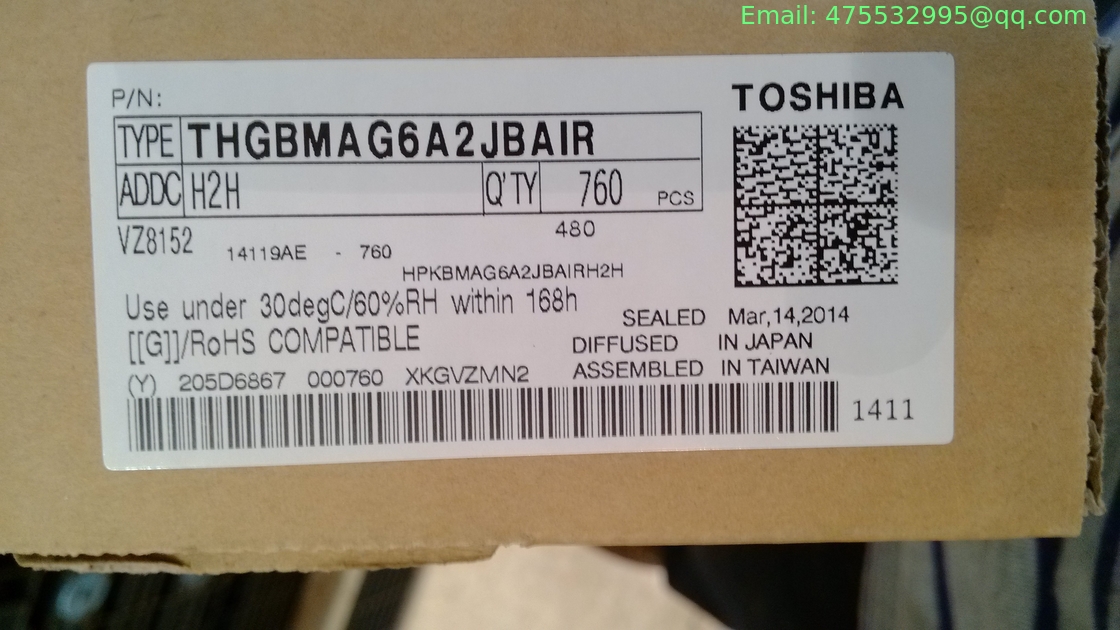 Email: 475532995@qq.com
P/N:
TOSHIBA
TYPE THGBMAG6A2JBAIR
ADDC H2H Q'TY 760 PCS
VZ8152 14119AE - 760 480
HPKBMAG6A2JBAIRH2H
Use under 30degC/60%RH within 168h
SEALED Mar,14,2014
[[G]]/RoHS COMPATIBLE
DIFFUSED IN JAPAN
(Y) 205D6867 000760 XKGVZMN2
ASSEMBLED IN TAIWAN
1411